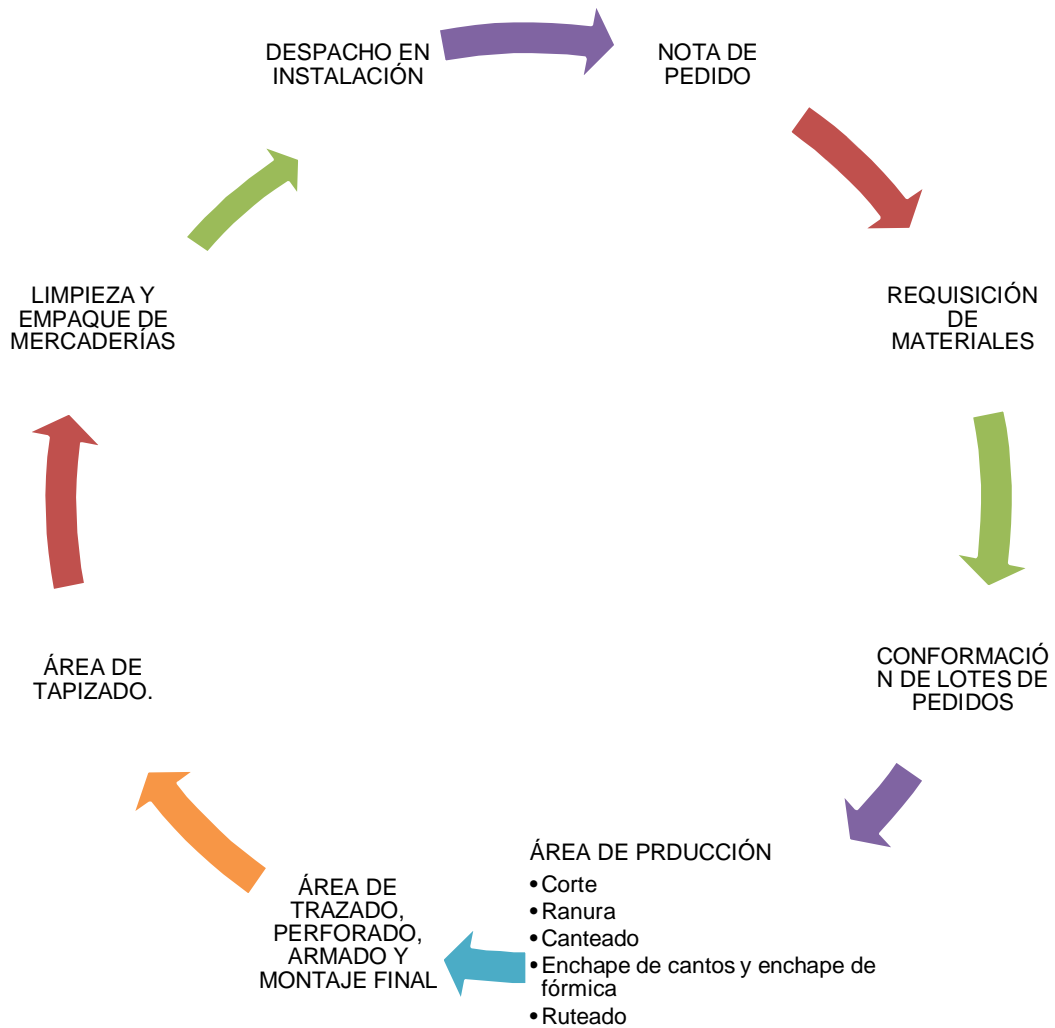 DESPACHO EN
INSTALACIÓN
NOTA DE
PEDIDO
REQUISICIÓN
DE
MATERIALES
CONFORMACIÓ
N DE LOTES DE
PEDIDOS
ÁREA DE PRDUCCIÓN
•Corte
•Ranura
•Canteado
•Enchape de cantos y enchape de
fórmica
•Ruteado
ÁREA DE
TRAZADO,
PERFORADO,
ARMADO Y
MONTAJE FINAL
ÁREA DE
TAPIZADO.
LIMPIEZA Y
EMPAQUE DE
MERCADERÍAS